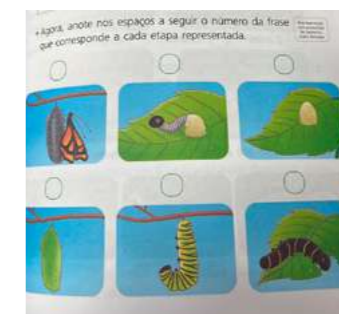 • Agora, anote nos espaços a seguir o número da frase
que corresponde a cada etapa representada.